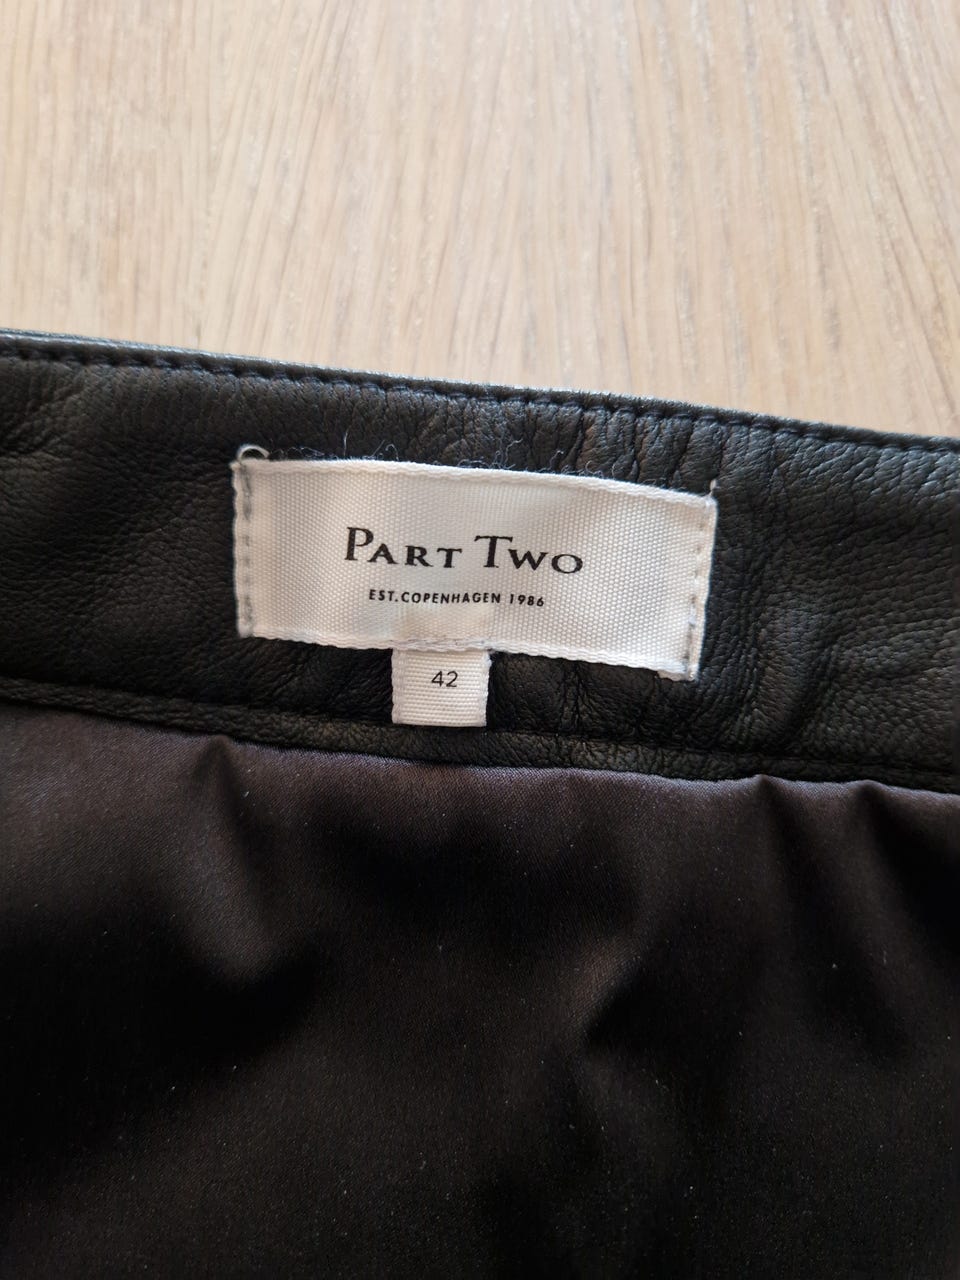 PART TWO
EST. COPENHAGEN 1986
42